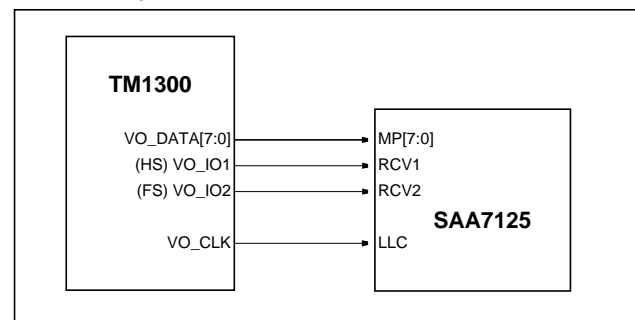 TM1300
VO_DATA[7:0] MP[7:0]
(HS) VO_IO1 RCV1
(FS) VO_IO2 RCV2
SAA7125
VO_CLK LLC